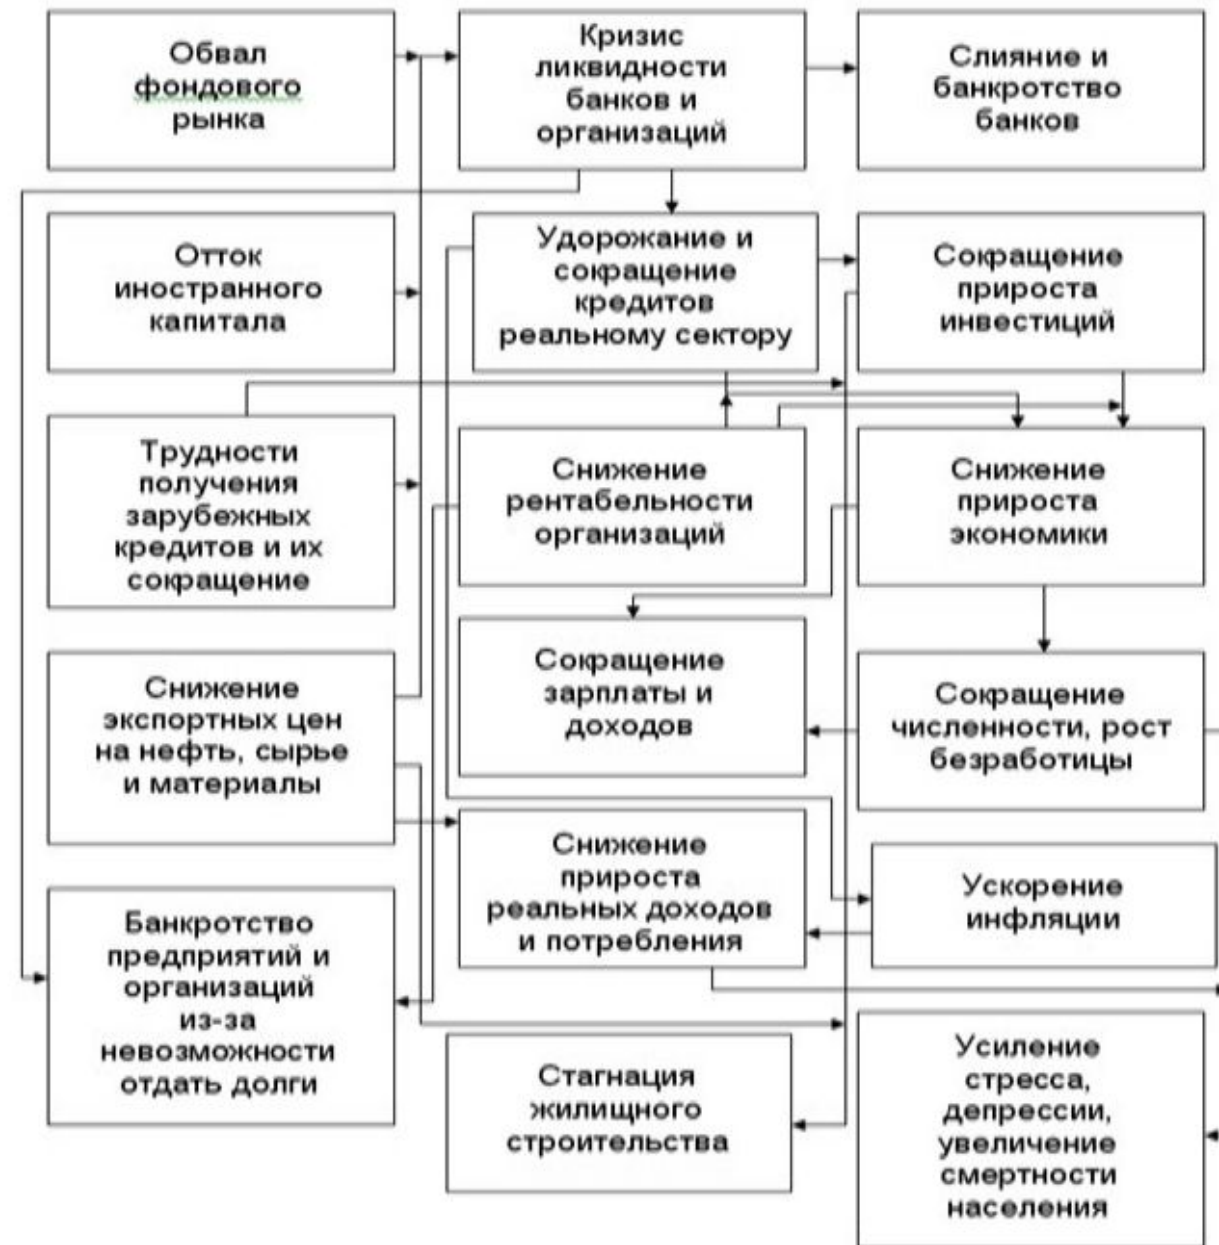 Обвал
фондового
рынка
Кризис
ликвидности
банков и
организаций
Слияние и
банкротство
банков
Отток
иностранного
капитала
Удорожание и
сокращение
кредитов
реальному сектору
Сокращение
прироста
инвестиций
Трудности
получения
зарубежных
кредитов и их
сокращение
Снижение
рентабельности
организаций
Снижение
прироста
экономики
Снижение
экспортных цен
на нефть, сырье
и материалы
Сокращение
зарплаты и
доходов
Сокращение
численности, рост
безработицы
Снижение
прироста
реальных доходов
и потребления
Ускорение
инфляции
Банкротство
предприятий и
организаций
из-за
невозможности
отдать долги
Стагнация
жилищного
строительства
Усиление
стресса,
депрессии,
увеличение
смертности
населения